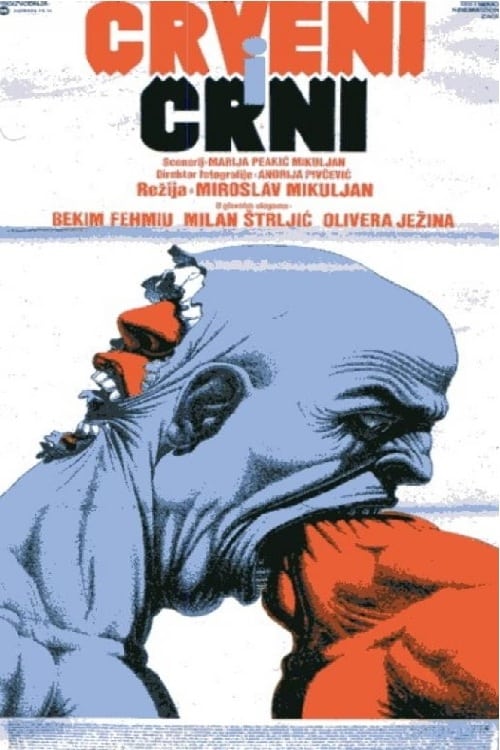 CRVENI
i
CRNI
Scenarij · MARIJA PEAKIĆ MIKULJAN
Direktor fotografije · ANDRIJA PIVČEVIĆ
Režija · MIROSLAV MIKULJAN
U glavnim ulogama ·
BEKIM FEHMIU MILAN ŠTRLJIĆ OLIVERA JEŽINA